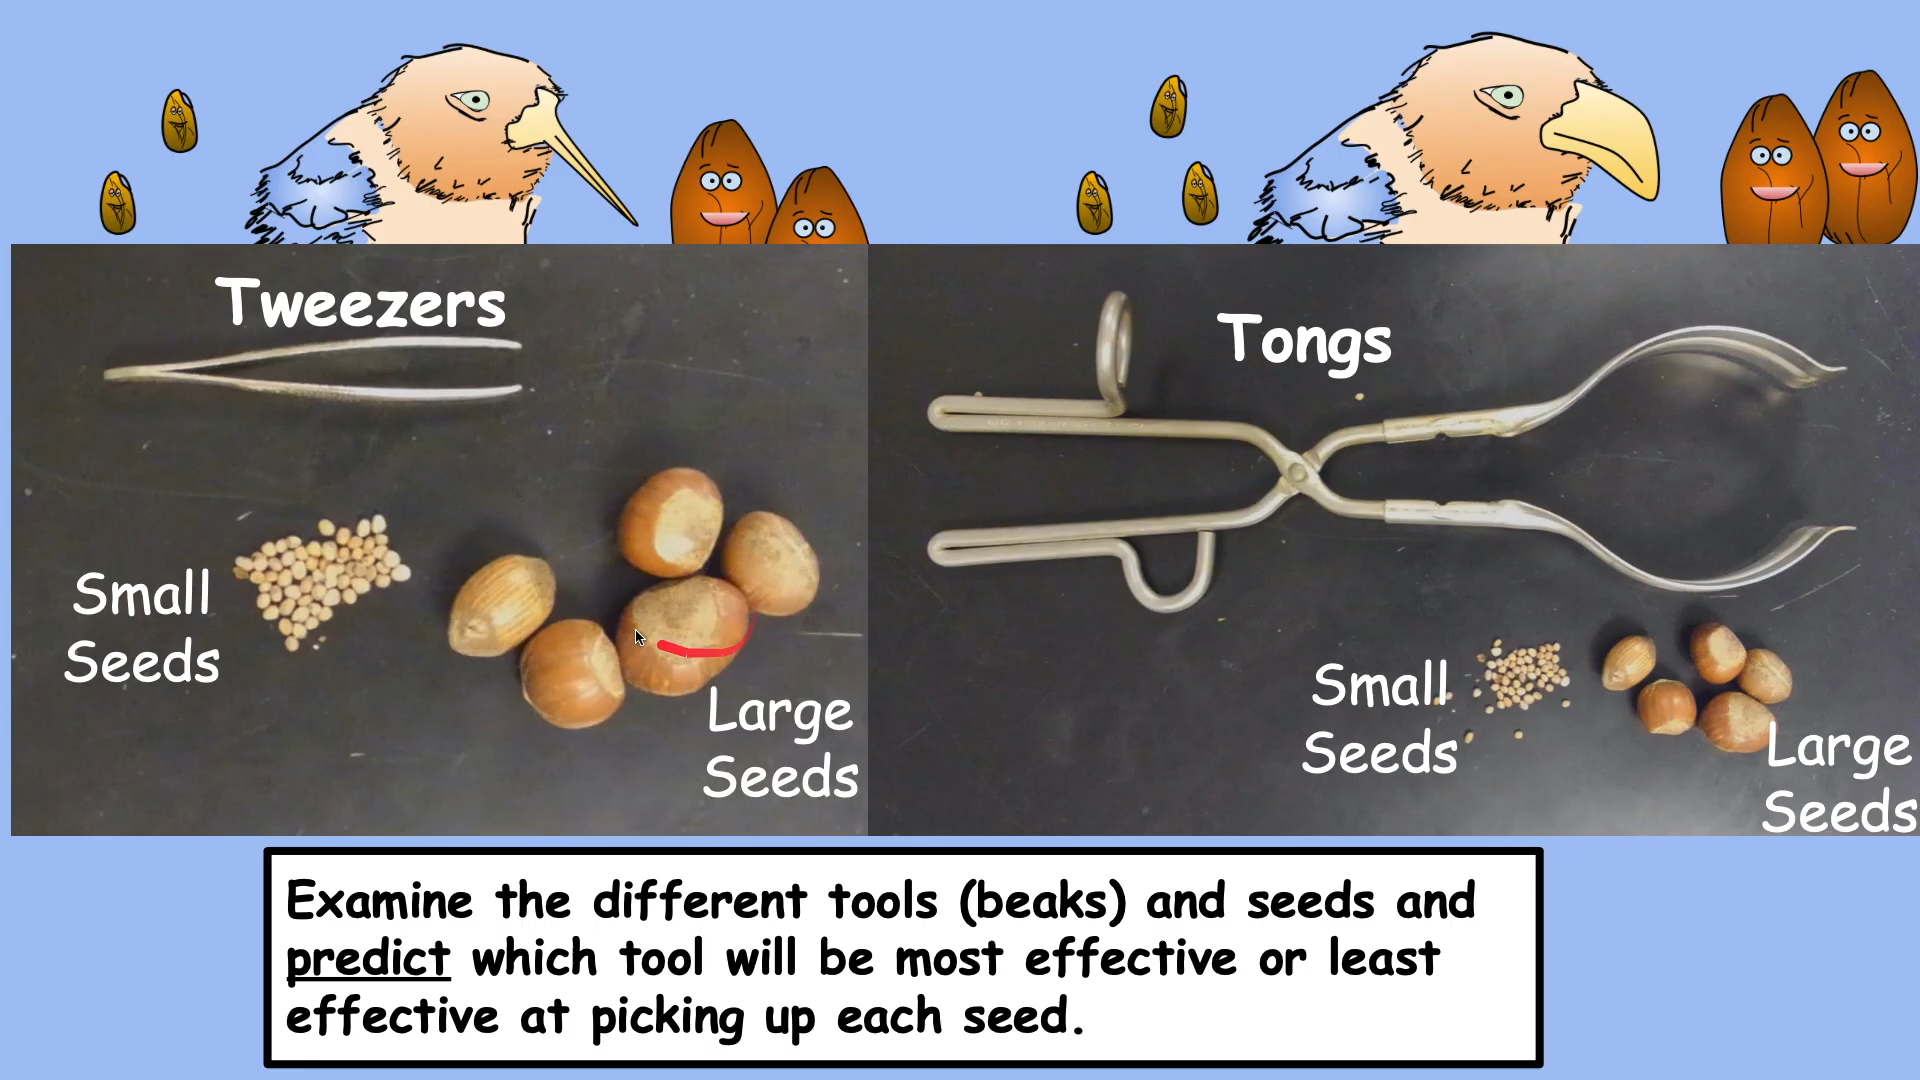 Tweezers
Small
Seeds
Large
Seeds
Tongs
Small
Seeds
Large
Seeds
Examine the different tools (beaks) and seeds and
predict which tool will be most effective or least
effective at picking up each seed.